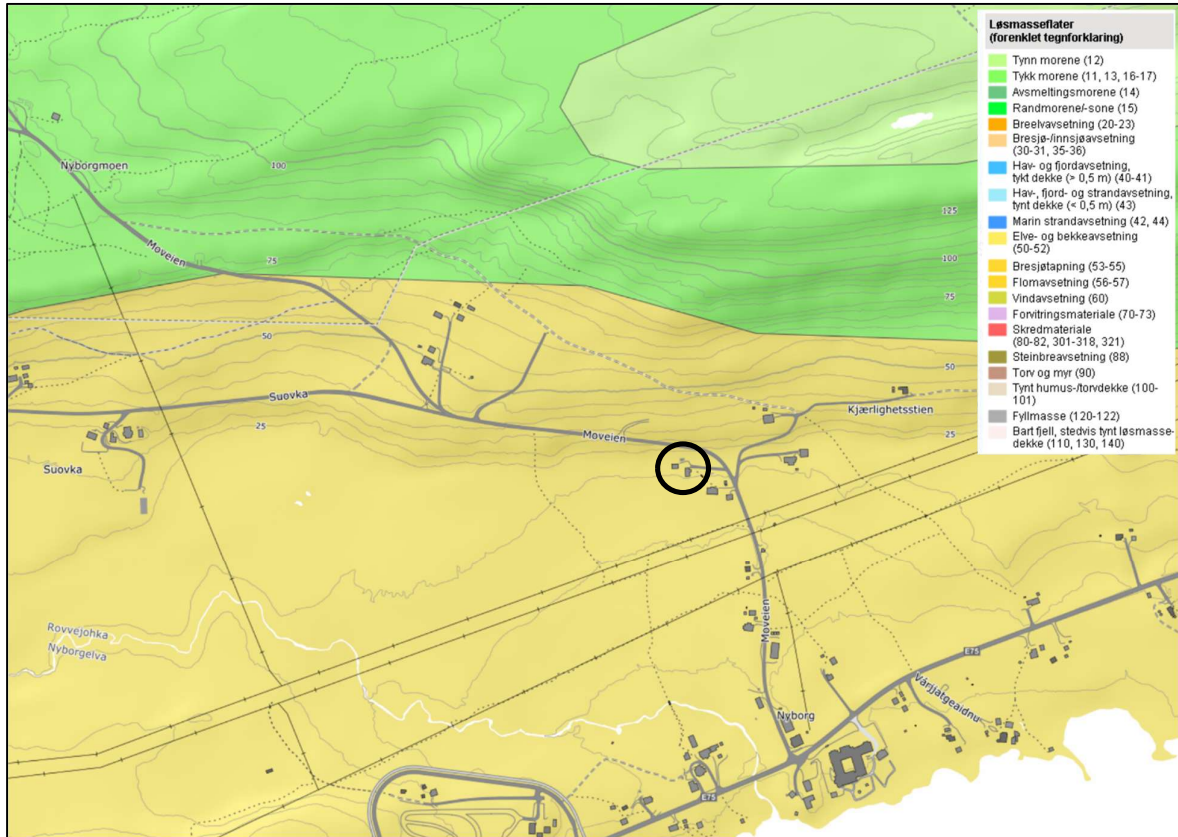 Løsmasseflater
(forenklet tegnforklaring)
Tynn morene (12)
Tykk morene (11, 13, 16-17)
Avsmeltingsmorene (14)
Randmorene/-sone (15)
Breelvavsetning (20-23)
Bresjø-/innsjøavsetning
(30-31, 35-36)
Hav- og fjordavsetning,
tykt dekke (> 0,5 m) (40-41)
Hav-, fjord- og strandavsetning,
tynt dekke (< 0,5 m) (43)
Marin strandavsetning (42, 44)
Elve- og bekkeavsetning
(50-52)
Bresjøtapning (53-55)
Flomavsetning (56-57)
Vindavsetning (60)
Forvitringsmateriale (70-73)
Skredmateriale
(80-82, 301-318, 321)
Steinbreavsetning (88)
Torv og myr (90)
Tynt humus-/torvdekke (100-
101)
Fyllmasse (120-122)
Bart fjell, stedvis tynt løsmasse-
dekke (110, 130, 140)
Nyborgmoen
100
125
Moveien
75
100
75
50
50
Suovka
Kjærlighetsstien
25
Moveien
25
Suovka
Moveien
Rovvejohka
Nyborgelva
E75
Várjjatgeaidnu
Nyborg
E75